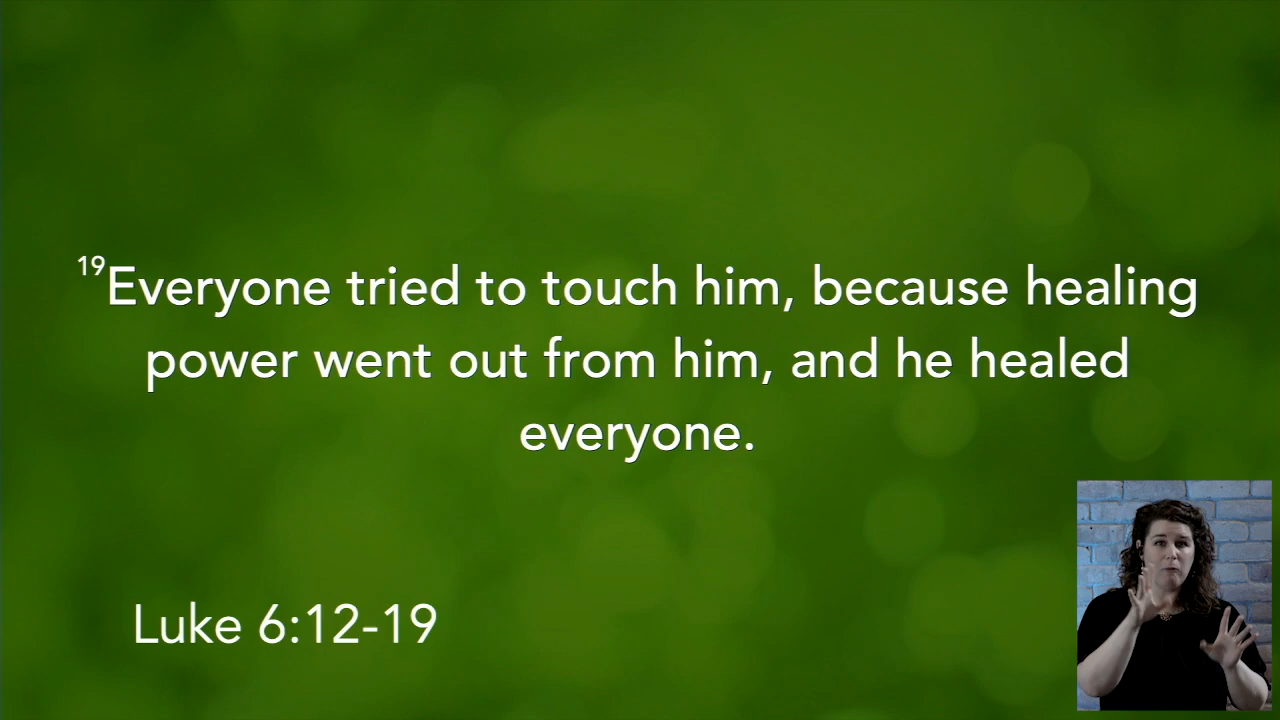 19Everyone tried to touch him, because healing
power went out from him, and he healed
everyone.
Luke 6:12-19